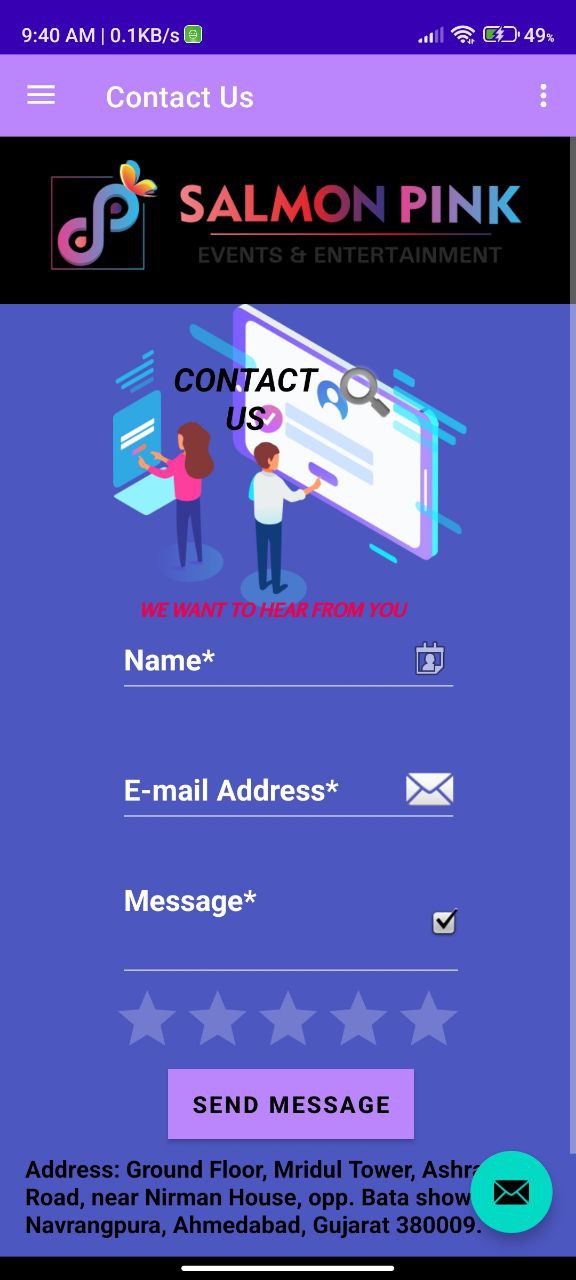 9:40 AM | 0.1KB/s
49%
Contact Us
SALMON PINK
EVENTS & ENTERTAINMENT
CONTACT
US
WE WANT TO HEAR FROM YOU
Name*
E-mail Address*
Message*
SEND MESSAGE
Address: Ground Floor, Mridul Tower, Ashra
Road, near Nirman House, opp. Bata show
Navrangpura, Ahmedabad, Gujarat 380009.